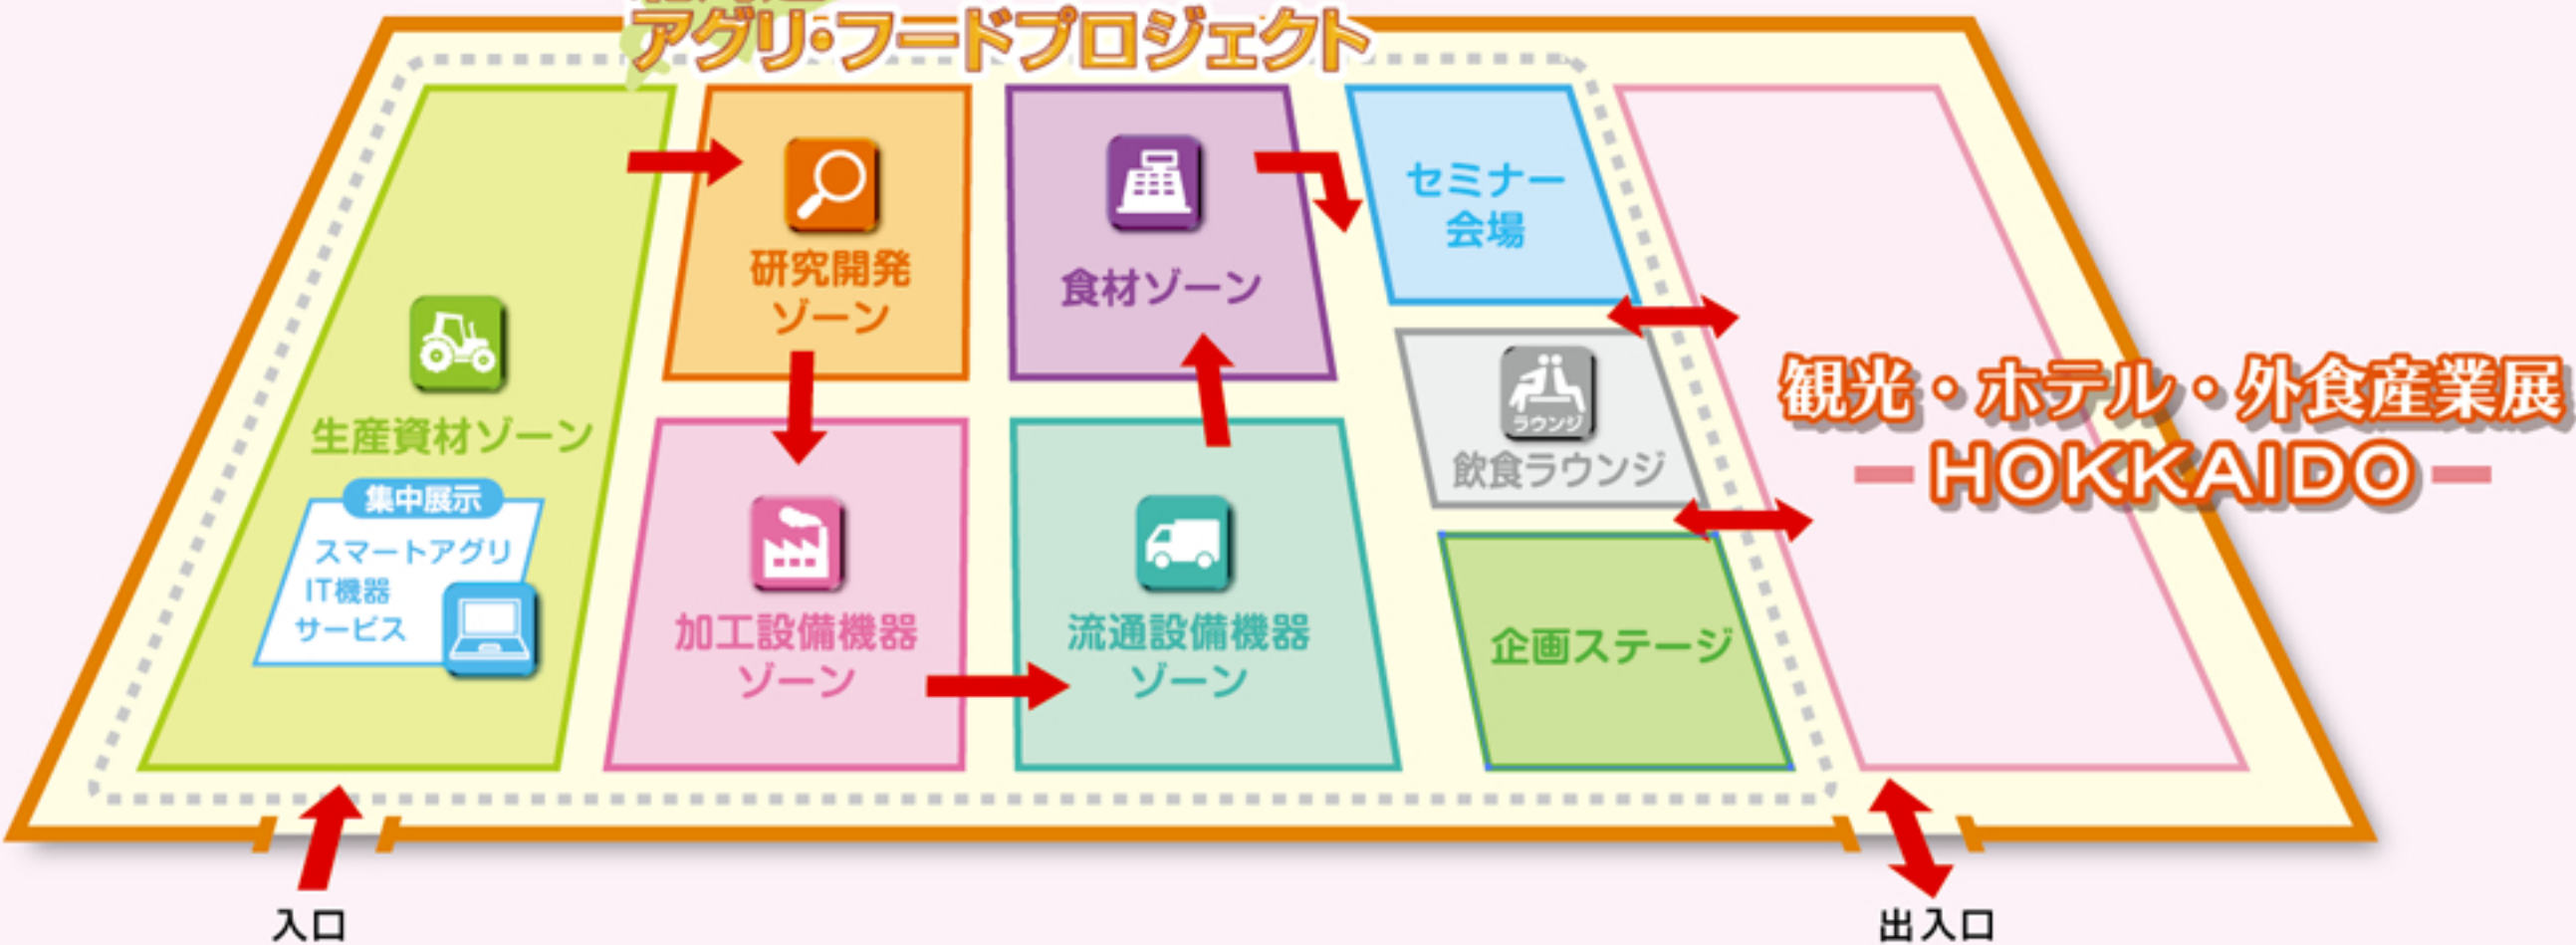 アグリ・フードプロジェクト
研究開発
ゾーン
食材ゾーン
セミナー
会場
生産資材ゾーン
集中展示
スマートアグリ
IT機器
サービス
加工設備機器
ゾーン
流通設備機器
ゾーン
ラウンジ
飲食ラウンジ
企画ステージ
観光・ホテル・外食産業展
HOKKAIDO
入口
出入口